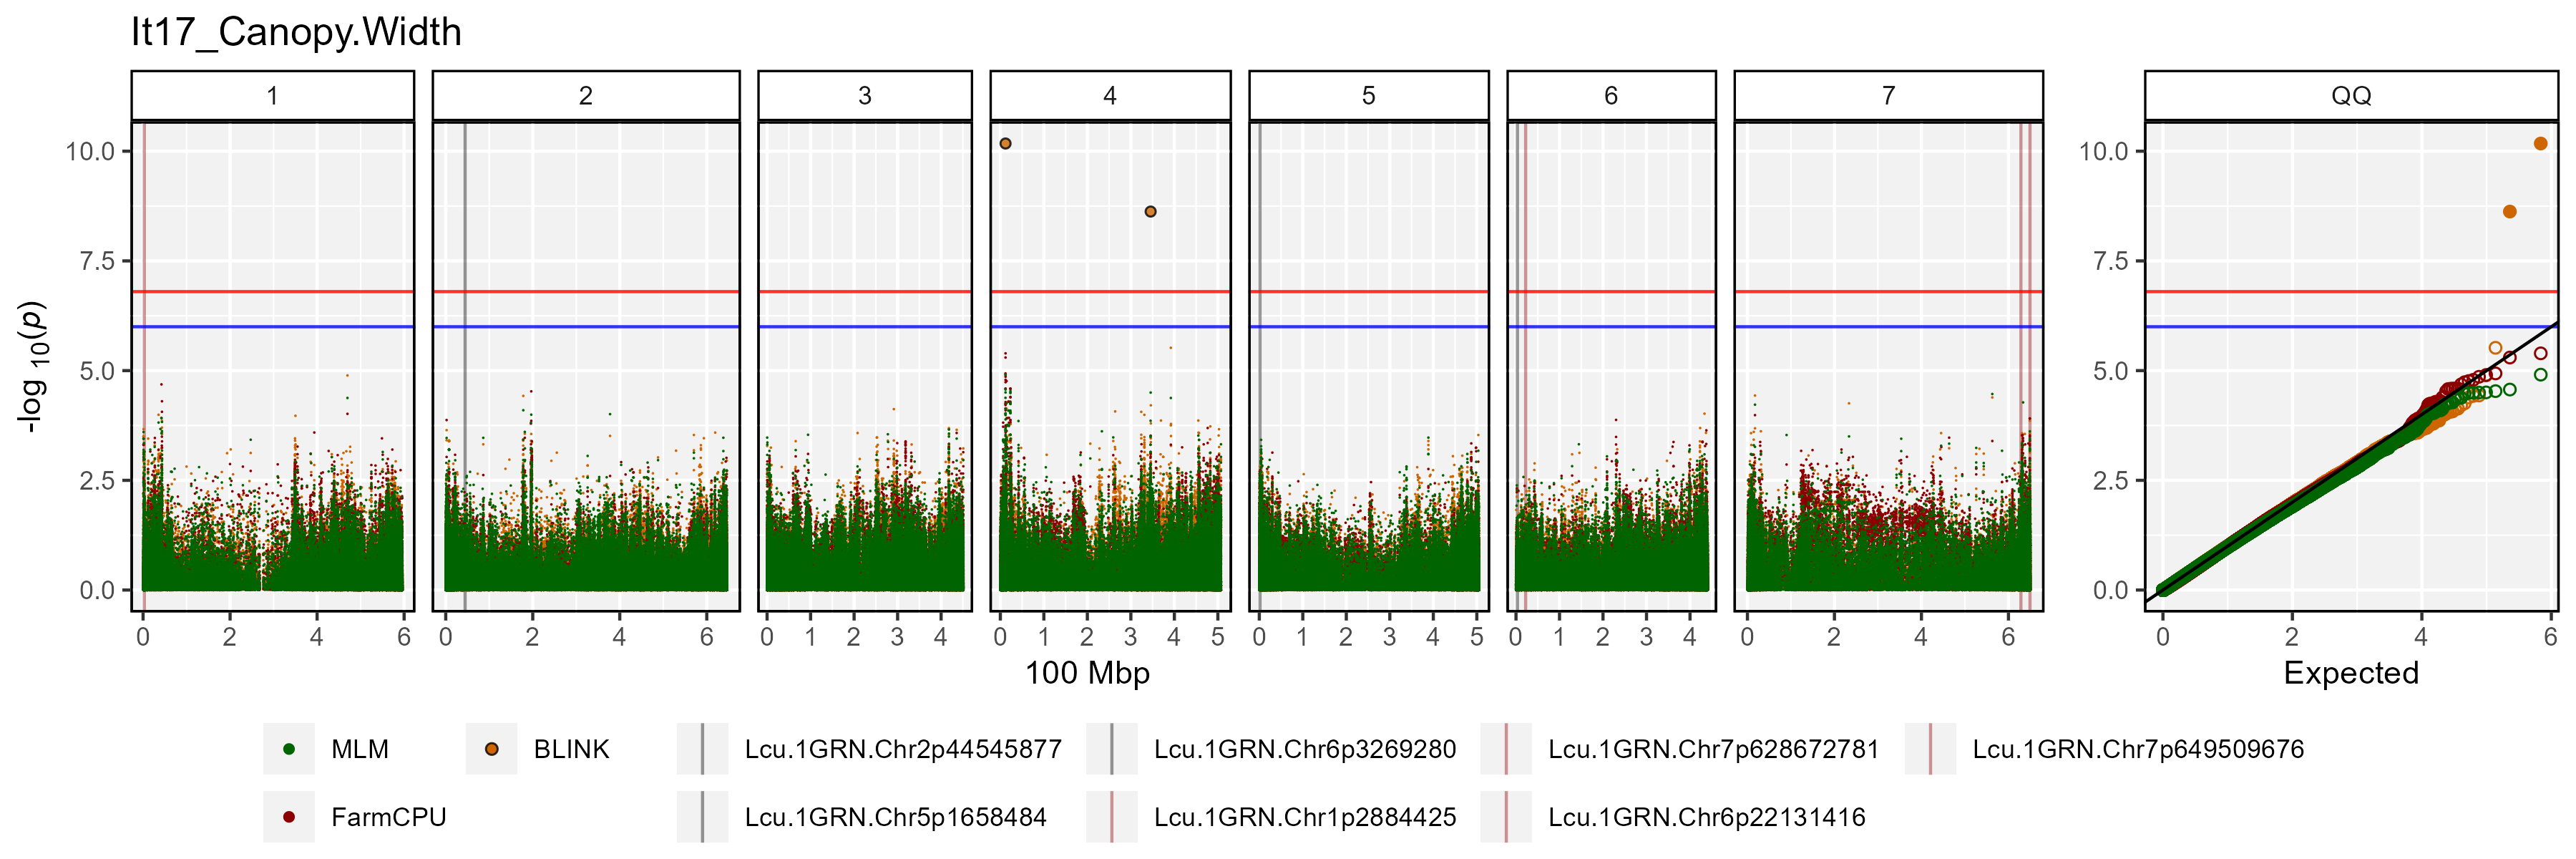 It17_Canopy.Width
1 2 3 4 5 6 7 QQ
10.0 10.0
7.5 7.5
5.0 5.0
2.5 2.5
0.0 0.0
-log 10(p)
0 2 4 6 0 2 4 6 0 1 2 3 4 0 1 2 3 4 5 0 1 2 3 4 5 0 1 2 3 4 0 2 4 6 0 2 4 6
100 Mbp Expected
MLM BLINK Lcu.1GRN.Chr2p44545877 Lcu.1GRN.Chr6p3269280 Lcu.1GRN.Chr7p628672781 Lcu.1GRN.Chr7p649509676
FarmCPU Lcu.1GRN.Chr5p1658484 Lcu.1GRN.Chr1p2884425 Lcu.1GRN.Chr6p22131416